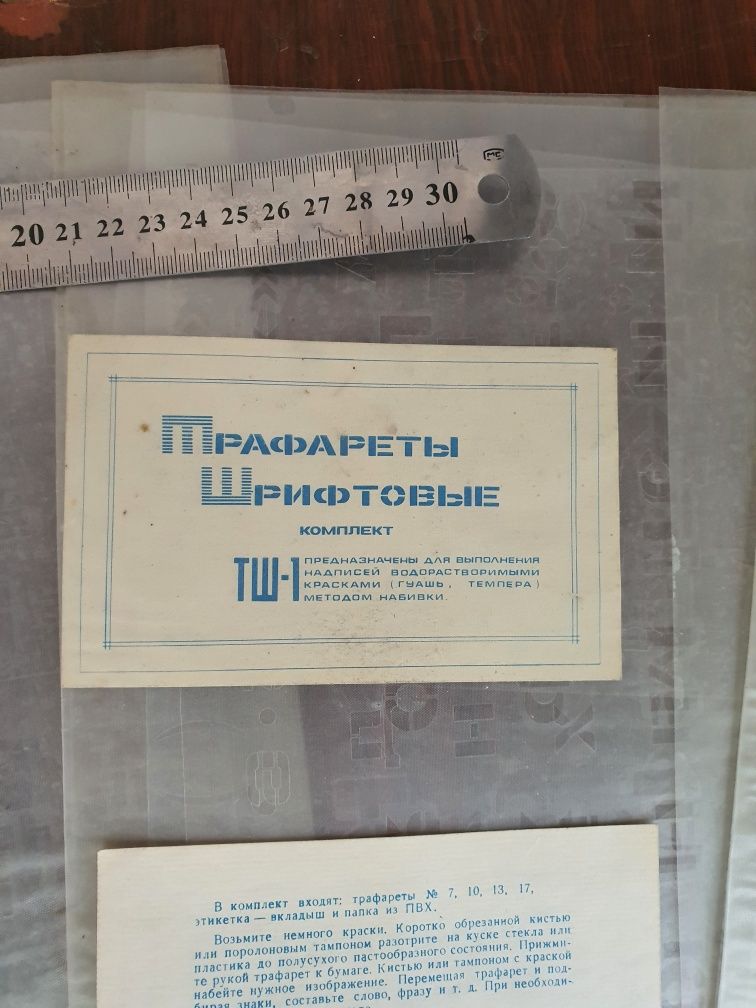 20 21 22 23 24 25 26 27 28 29 30
МС
ТРАФАРЕТЫ
ШРИФТОВЫЕ
КОМПЛЕКТ
ТШ-1
ПРЕДНАЗНАЧЕНЫ ДЛЯ ВЫПОЛНЕНИЯ
НАДПИСЕЙ ВОДОРАСТВОРИМЫМИ
КРАСКАМИ (ГУАШЬ, ТЕМПЕРА)
МЕТОДОМ НАБИВКИ.
В комплект входят: трафареты № 7, 10, 13, 17,
этикетка — вкладыш и папка из ПВХ.
Возьмите немного краски. Коротко обрезанной кистью
или поролоновым тампоном разотрите на куске стекла или
пластика до полусухого пастообразного состояния. Прижми-
те рукой трафарет к бумаге. Кистью или тампоном с краской
набейте нужное изображение. Перемещая трафарет и под-
бирая знаки, составьте слово, фразу и т. д. При необходи-